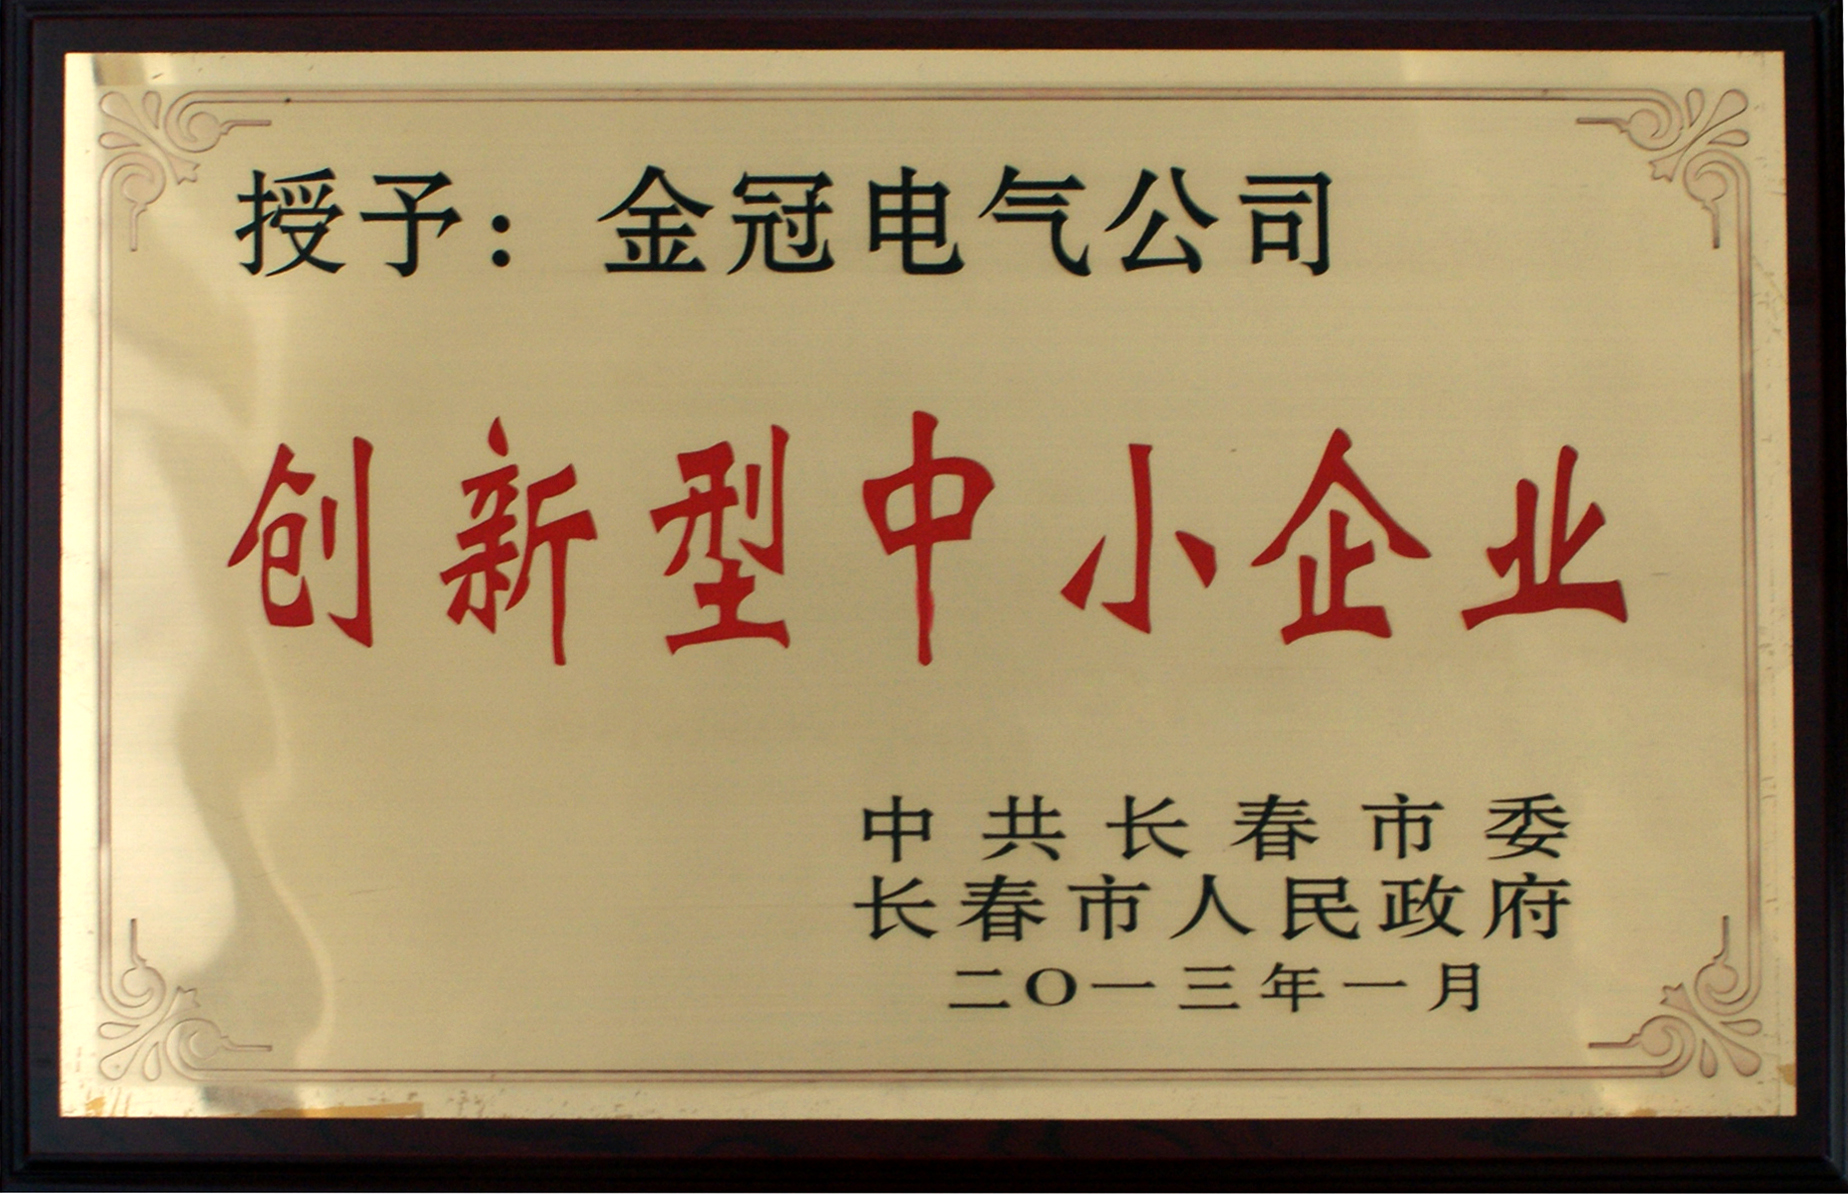 授予：金冠电气公司
创新型中小企业
中共长春市委
长春市人民政府
二〇一三年一月